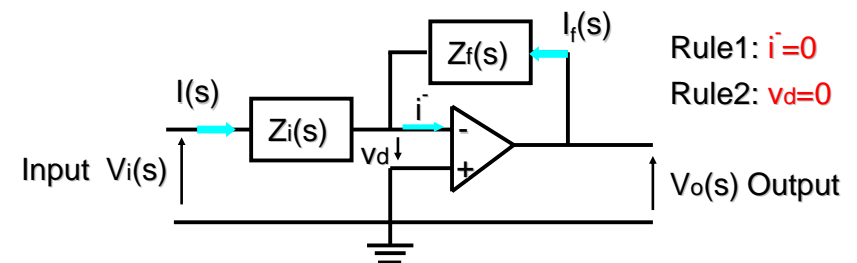 If(s)
Zf(s)
Rule1: i⁻=0
Rule2: vd=0
I(s)
Zi(s)
i⁻
-
vd
+
Input Vi(s)
Vo(s) Output